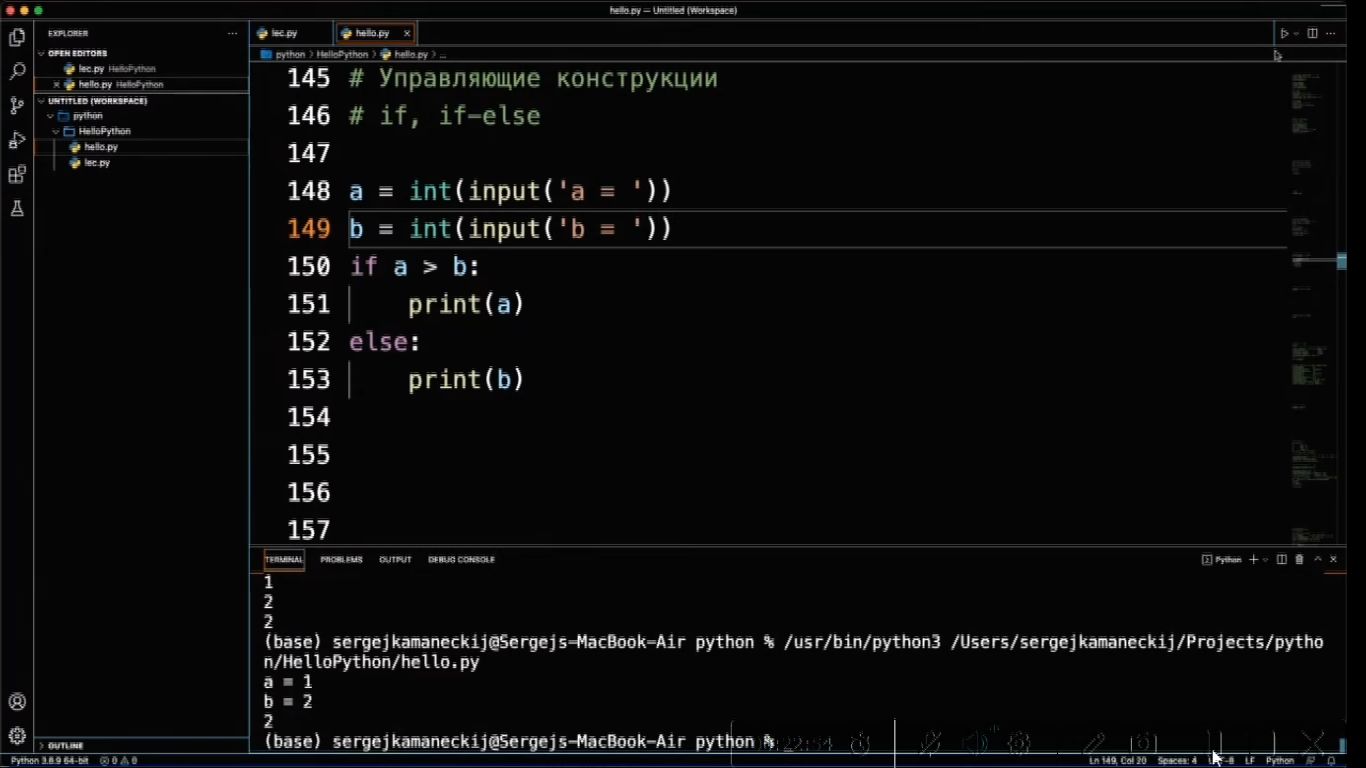 hello.py — Untitled (Workspace)
EXPLORER
OPEN EDITORS
lec.py HelloPython
hello.py HelloPython
UNTITLED (WORKSPACE)
python
HelloPython
hello.py
lec.py
OUTLINE
lec.py hello.py
python > HelloPython > hello.py > ...
145 # Управляющие конструкции
146 # if, if-else
147
148 a = int(input('a = '))
149 b = int(input('b = '))
150 if a > b:
151 print(a)
152 else:
153 print(b)
154
155
156
157
TERMINAL PROBLEMS OUTPUT DEBUG CONSOLE Python
1
2
2
(base) sergejkamaneckij@Sergejs-MacBook-Air python % /usr/bin/python3 /Users/sergejkamaneckij/Projects/pytho
n/HelloPython/hello.py
a = 1
b = 2
2
(base) sergejkamaneckij@Sergejs-MacBook-Air python %
Python 3.8.9 64-bit 0 0 Ln 149, Col 20 Spaces: 4 UTF-8 LF Python